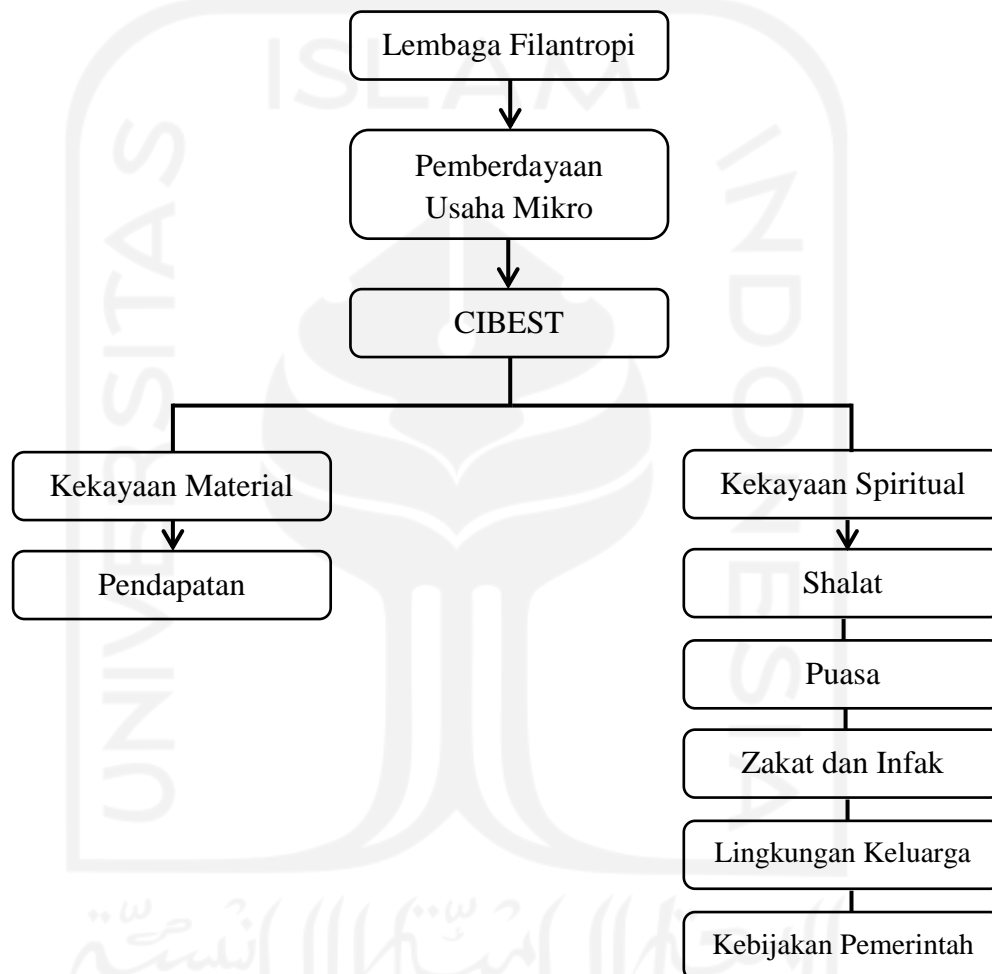 Lembaga Filantropi
Pemberdayaan
Usaha Mikro
CIBEST
Kekayaan Material
Kekayaan Spiritual
Pendapatan
Shalat
Puasa
Zakat dan Infak
Lingkungan Keluarga
Kebijakan Pemerintah
ISLAM
UNIVERSITAS
INDONESIA